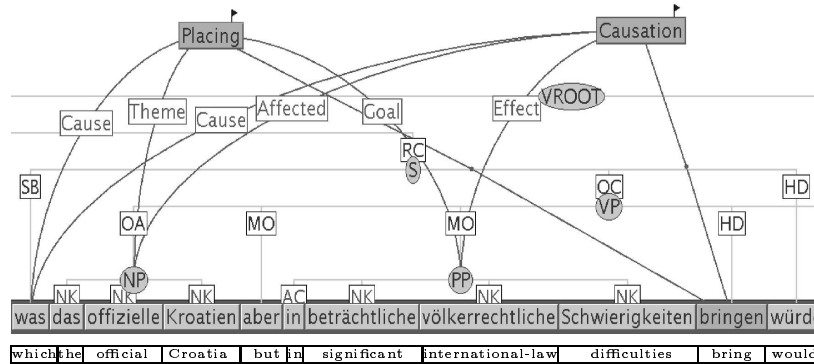 Placing Causation
VROOT
Cause Theme Cause Affected Goal Effect
RC
S
SB OC HD
VP
OA MO MO HD
NP PP
NK NK NK AC NK NK NK
was das offizielle Kroatien aber in beträchtliche völkerrechtliche Schwierigkeiten bringen würd
which the official Croatia but in significant international-law difficulties bring would